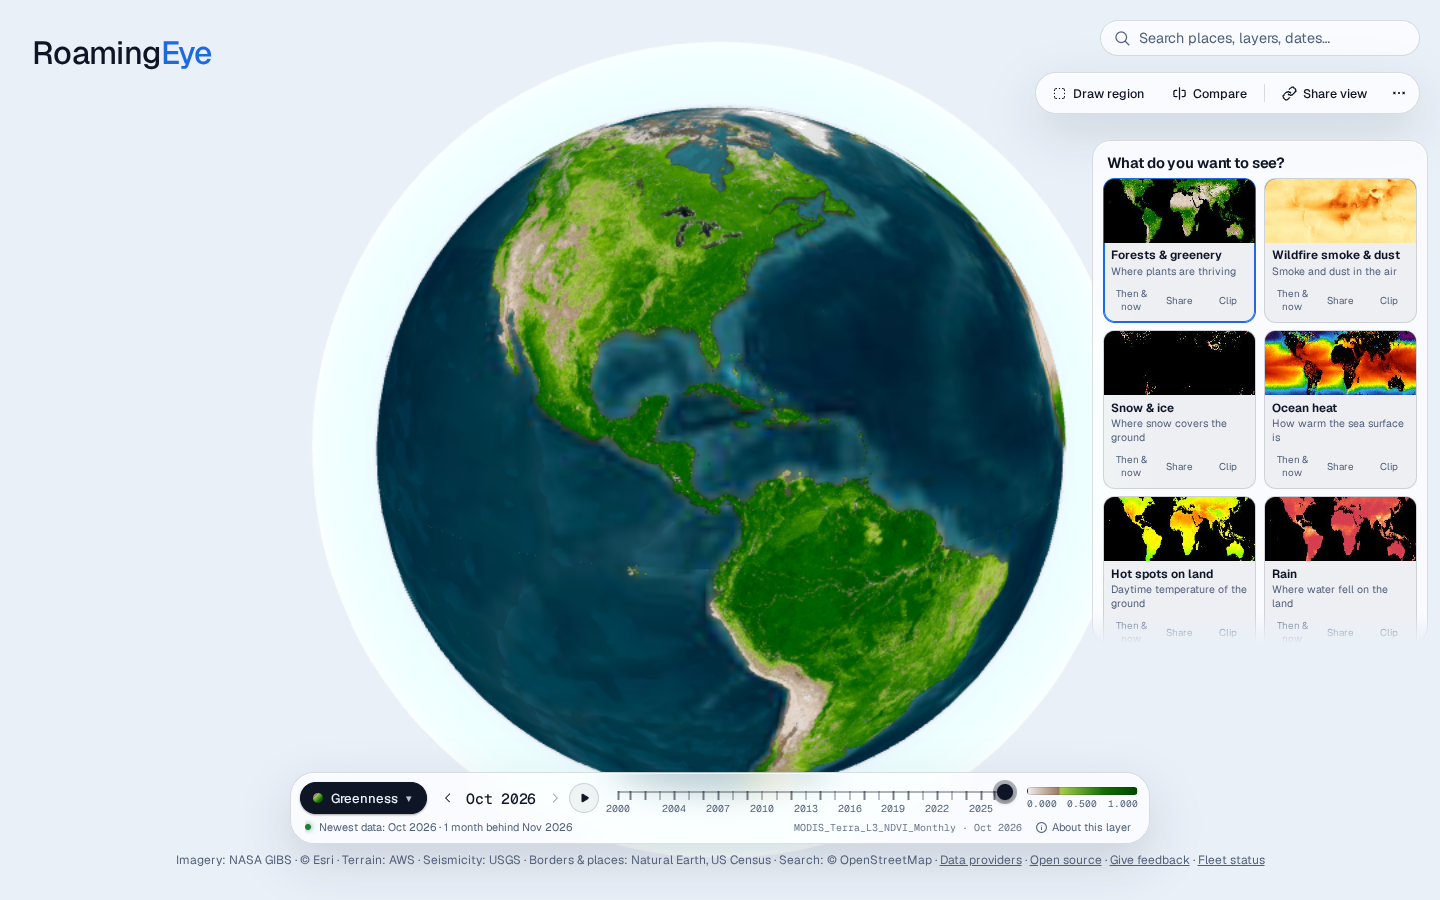 RoamingEye
Search places, layers, dates...
Draw region
Compare
Share view
What do you want to see?
Forests & greenery
Where plants are thriving
Then & now
Share
Clip
Wildfire smoke & dust
Smoke and dust in the air
Then & now
Share
Clip
Snow & ice
Where snow covers the ground
Then & now
Share
Clip
Ocean heat
How warm the sea surface is
Then & now
Share
Clip
Hot spots on land
Daytime temperature of the ground
Then & now
Share
Clip
Rain
Where water fell on the land
Then & now
Share
Clip
Greenness
Oct 2026
2000 2004 2007 2010 2013 2016 2019 2022 2025
0.000 0.500 1.000
Newest data: Oct 2026 · 1 month behind Nov 2026
MODIS_Terra_L3_NDVI_Monthly · Oct 2026
About this layer
Imagery: NASA GIBS · © Esri · Terrain: AWS · Seismicity: USGS · Borders & places: Natural Earth, US Census · Search: © OpenStreetMap · Data providers · Open source · Give feedback · Fleet status